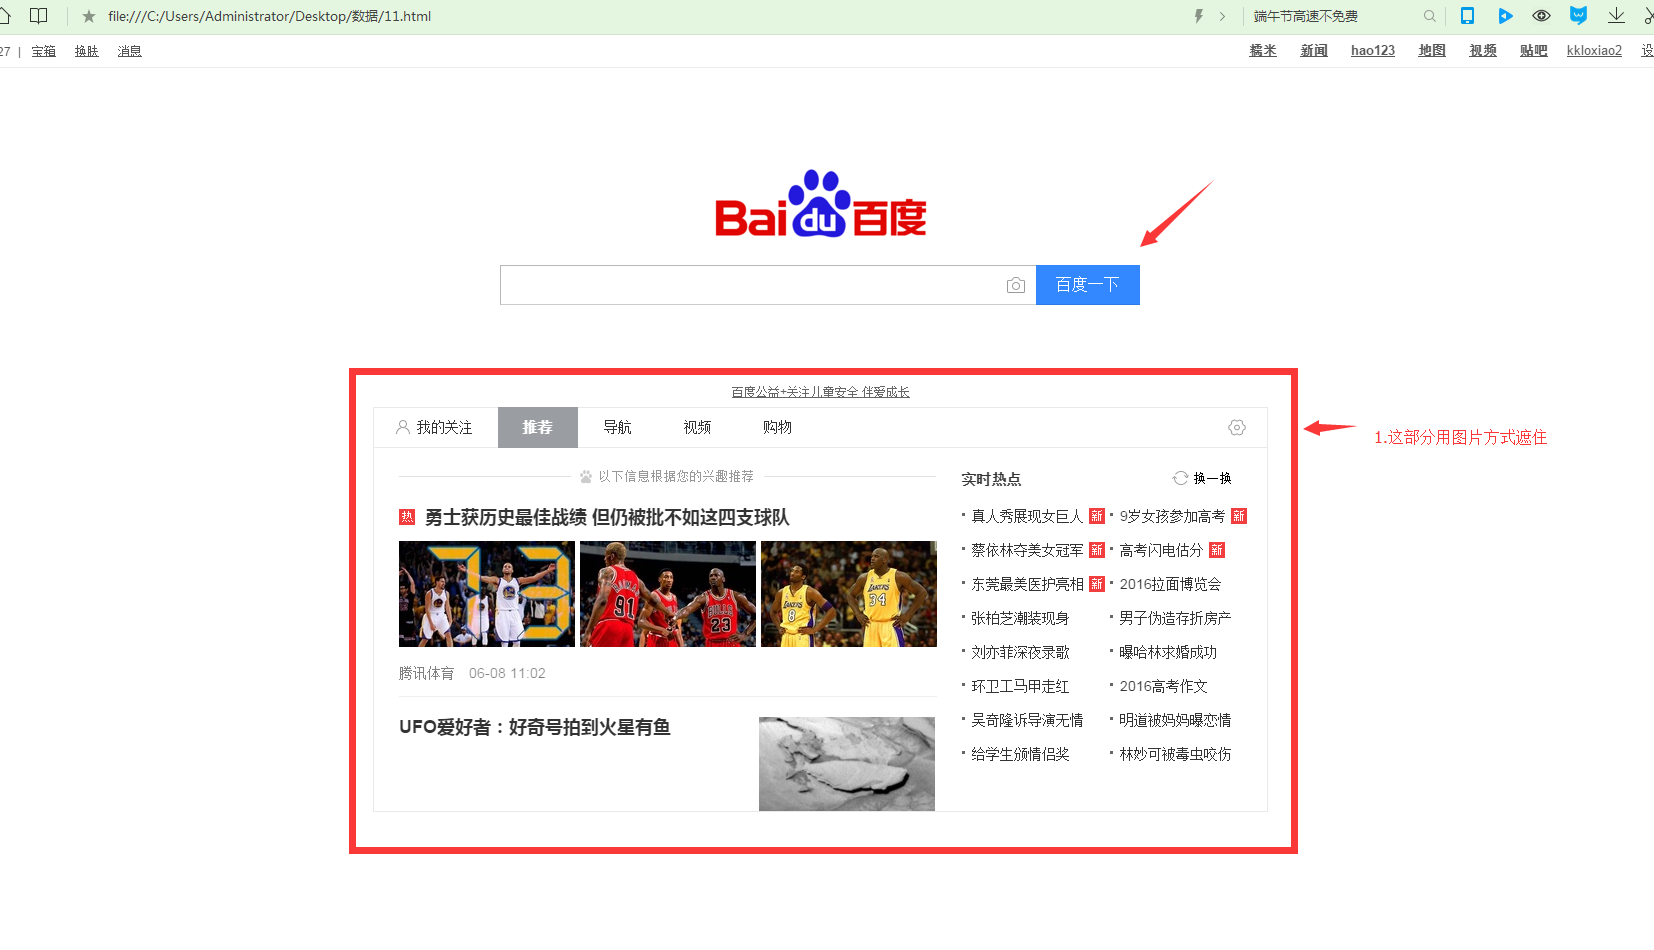 file:///C:/Users/Administrator/Desktop/数据/11.html
端午节高速不免费
27 | 宝箱 换肤 消息
糯米 新闻 hao123 地图 视频 贴吧 kkloxiao2 设
Bai du 百度
百度一下
百度公益+关注儿童安全 伴爱成长
我的关注 推荐 导航 视频 购物
1.这部分用图片方式遮住
以下信息根据您的兴趣推荐
实时热点 换一换
热 勇士获历史最佳战绩 但仍被批不如这四支球队
真人秀展现女巨人 新 9岁女孩参加高考 新
蔡依林夺美女冠军 新 高考闪电估分 新
东莞最美医护亮相 新 2016拉面博览会
73
91
BULLS
23
LAKERS
8
LAKERS
34
张柏芝潮装现身 男子伪造存折房产
刘亦菲深夜录歌 曝哈林求婚成功
腾讯体育 06-08 11:02
环卫工马甲走红 2016高考作文
UFO爱好者：好奇号拍到火星有鱼
吴奇隆诉导演无情 明道被妈妈曝恋情
给学生颁情侣奖 林妙可被毒虫咬伤